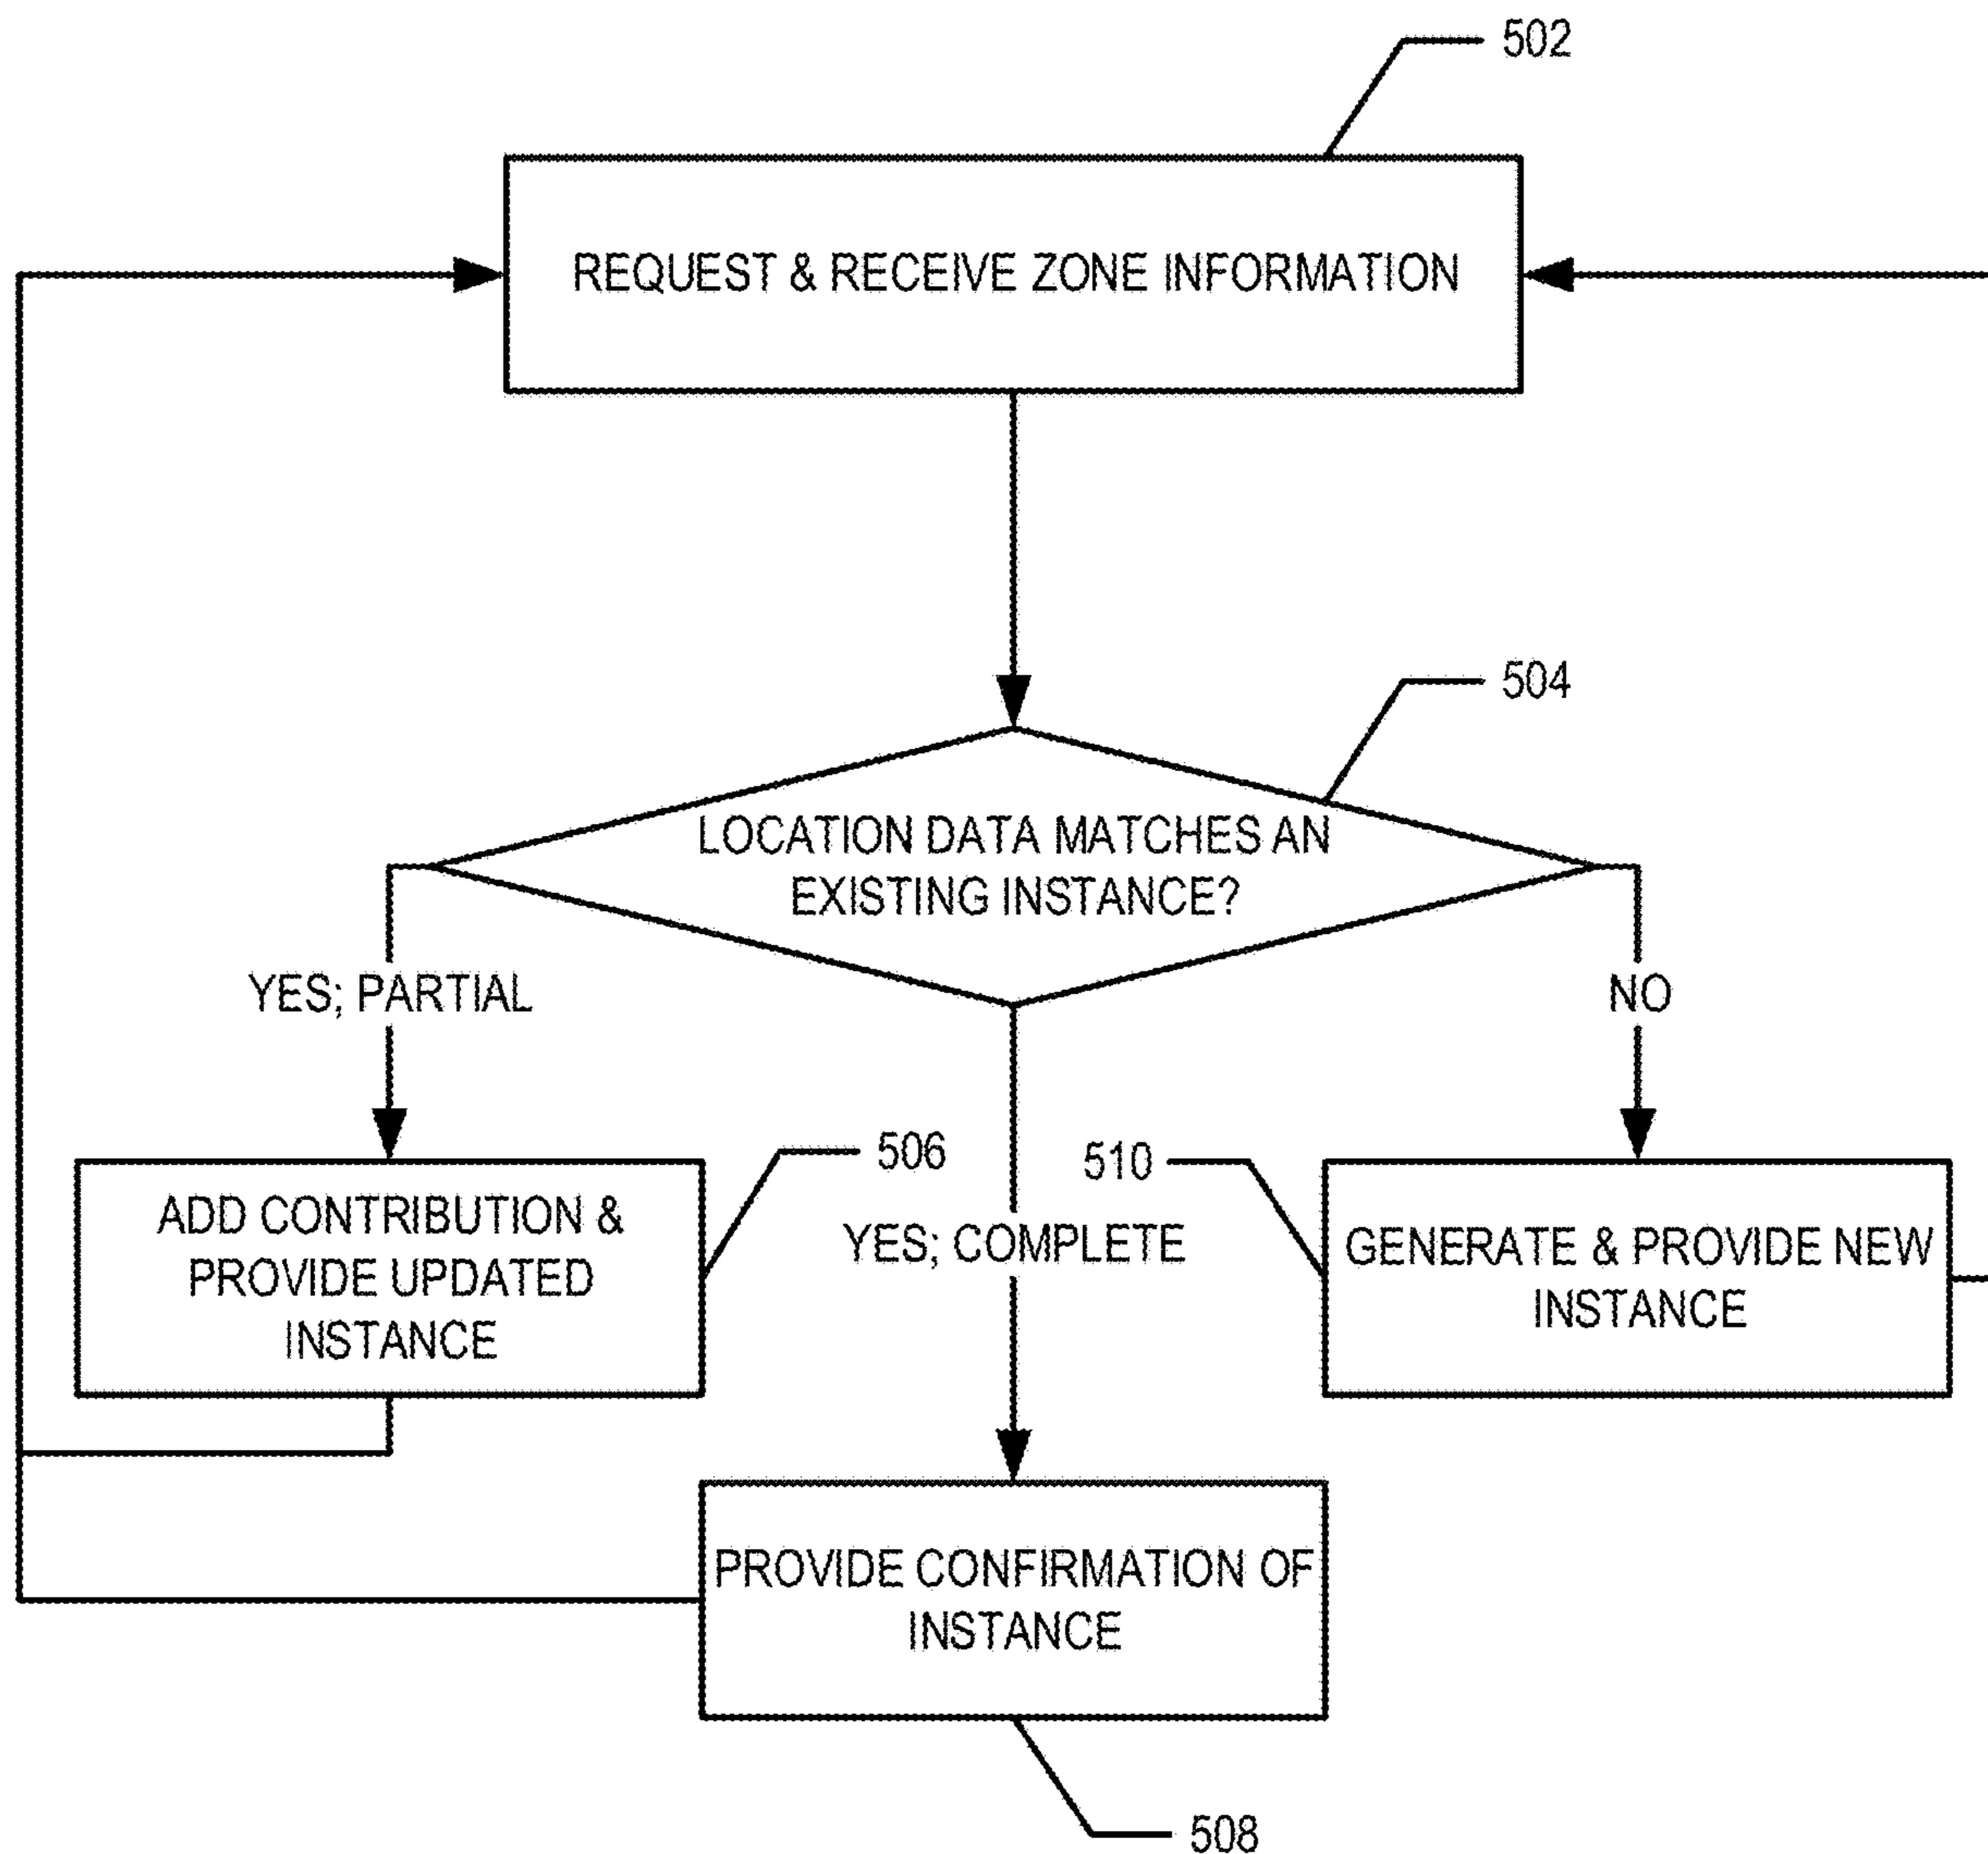 502
REQUEST & RECEIVE ZONE INFORMATION
504
LOCATION DATA MATCHES AN
EXISTING INSTANCE?
YES; PARTIAL
NO
506
510
ADD CONTRIBUTION &
PROVIDE UPDATED
INSTANCE
YES; COMPLETE
GENERATE & PROVIDE NEW
INSTANCE
PROVIDE CONFIRMATION OF
INSTANCE
508